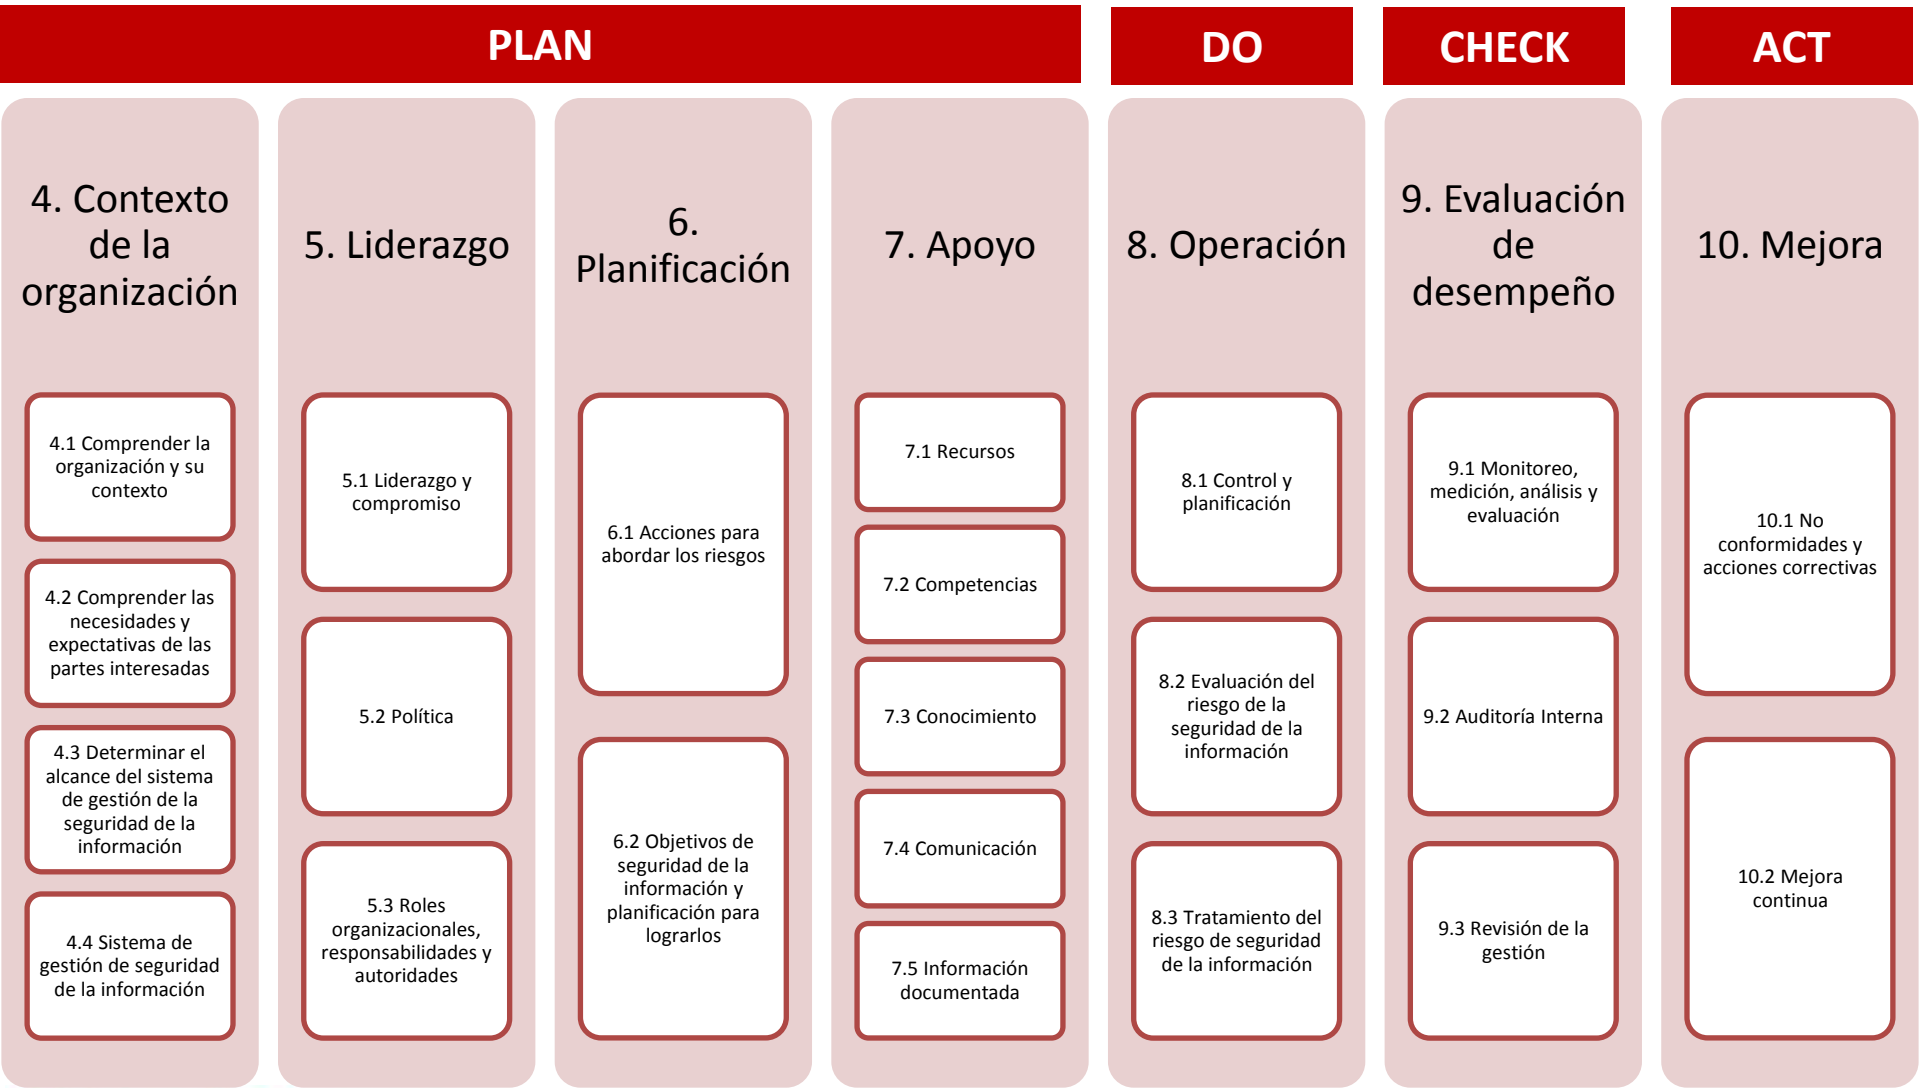 PLAN
DO
CHECK
ACT
4. Contexto
de la
organización
4.1 Comprender la
organización y su
contexto
4.2 Comprender las
necesidades y
expectativas de las
partes interesadas
4.3 Determinar el
alcance del sistema
de gestión de la
seguridad de la
información
4.4 Sistema de
gestión de seguridad
de la información
5. Liderazgo
5.1 Liderazgo y
compromiso
5.2 Política
5.3 Roles
organizacionales,
responsabilidades y
autoridades
6.
Planificación
6.1 Acciones para
abordar los riesgos
6.2 Objetivos de
seguridad de la
información y
planificación para
lograrlos
7. Apoyo
7.1 Recursos
7.2 Competencias
7.3 Conocimiento
7.4 Comunicación
7.5 Información
documentada
8. Operación
8.1 Control y
planificación
8.2 Evaluación del
riesgo de la
seguridad de la
información
8.3 Tratamiento del
riesgo de seguridad
de la información
9. Evaluación
de
desempeño
9.1 Monitoreo,
medición, análisis y
evaluación
9.2 Auditoría Interna
9.3 Revisión de la
gestión
10. Mejora
10.1 No
conformidades y
acciones correctivas
10.2 Mejora
continua